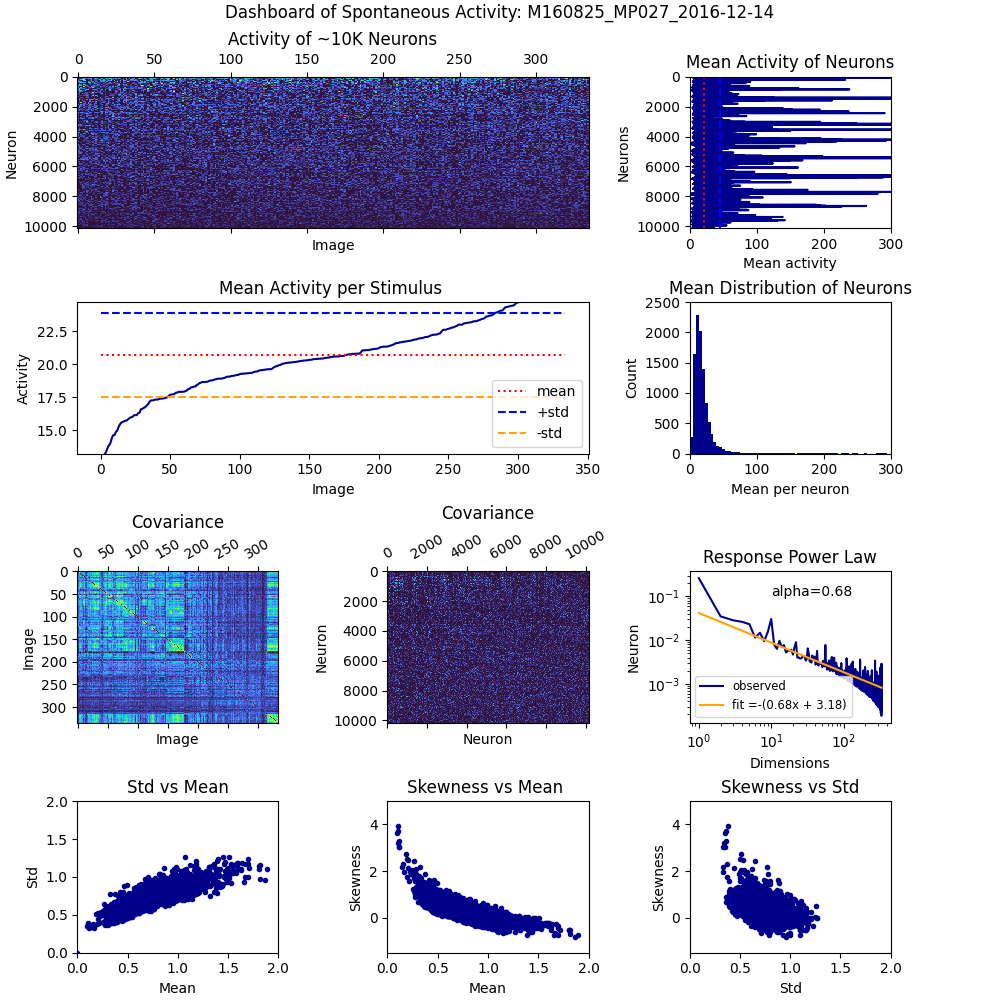 Dashboard of Spontaneous Activity: M160825_MP027_2016-12-14
Activity of ~10K Neurons
0 50 100 150 200 250 300
0
2000
4000
6000
8000
10000
Neuron
Image
Mean Activity of Neurons
0
2000
4000
6000
8000
10000
Neurons
0 100 200 300
Mean activity
Mean Activity per Stimulus
22.5
20.0
17.5
15.0
Activity
mean
+std
-std
0 50 100 150 200 250 300 350
Image
Mean Distribution of Neurons
2500
2000
1500
1000
500
0
Count
0 100 200 300
Mean per neuron
Covariance
0 50 100 150 200 250 300
0
50
100
150
200
250
300
Image
Image
Covariance
0 2000 4000 6000 8000 10000
0
2000
4000
6000
8000
10000
Neuron
Neuron
Response Power Law
alpha=0.68
10⁻¹
10⁻²
10⁻³
Neuron
observed
fit =-(0.68x + 3.18)
10⁰ 10¹ 10²
Dimensions
Std vs Mean
2.0
1.5
1.0
0.5
0.0
Std
0.0 0.5 1.0 1.5 2.0
Mean
Skewness vs Mean
4
2
0
Skewness
0.0 0.5 1.0 1.5 2.0
Mean
Skewness vs Std
4
2
0
Skewness
0.0 0.5 1.0 1.5 2.0
Std